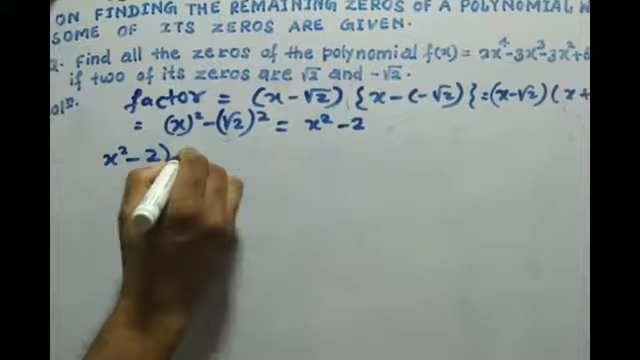 ON FINDING THE REMAINING ZEROS OF A POLYNOMIAL
SOME OF ITS ZEROS ARE GIVEN.
Find all the zeros of the polynomial f(x) = 2x⁴-3x³-3x²+6
if two of its zeros are √2 and -√2.
factor = (x-√2) {x-(-√2)}=(x-√2)(x+
= (x)²-(√2)² = x²-2
x²-2)